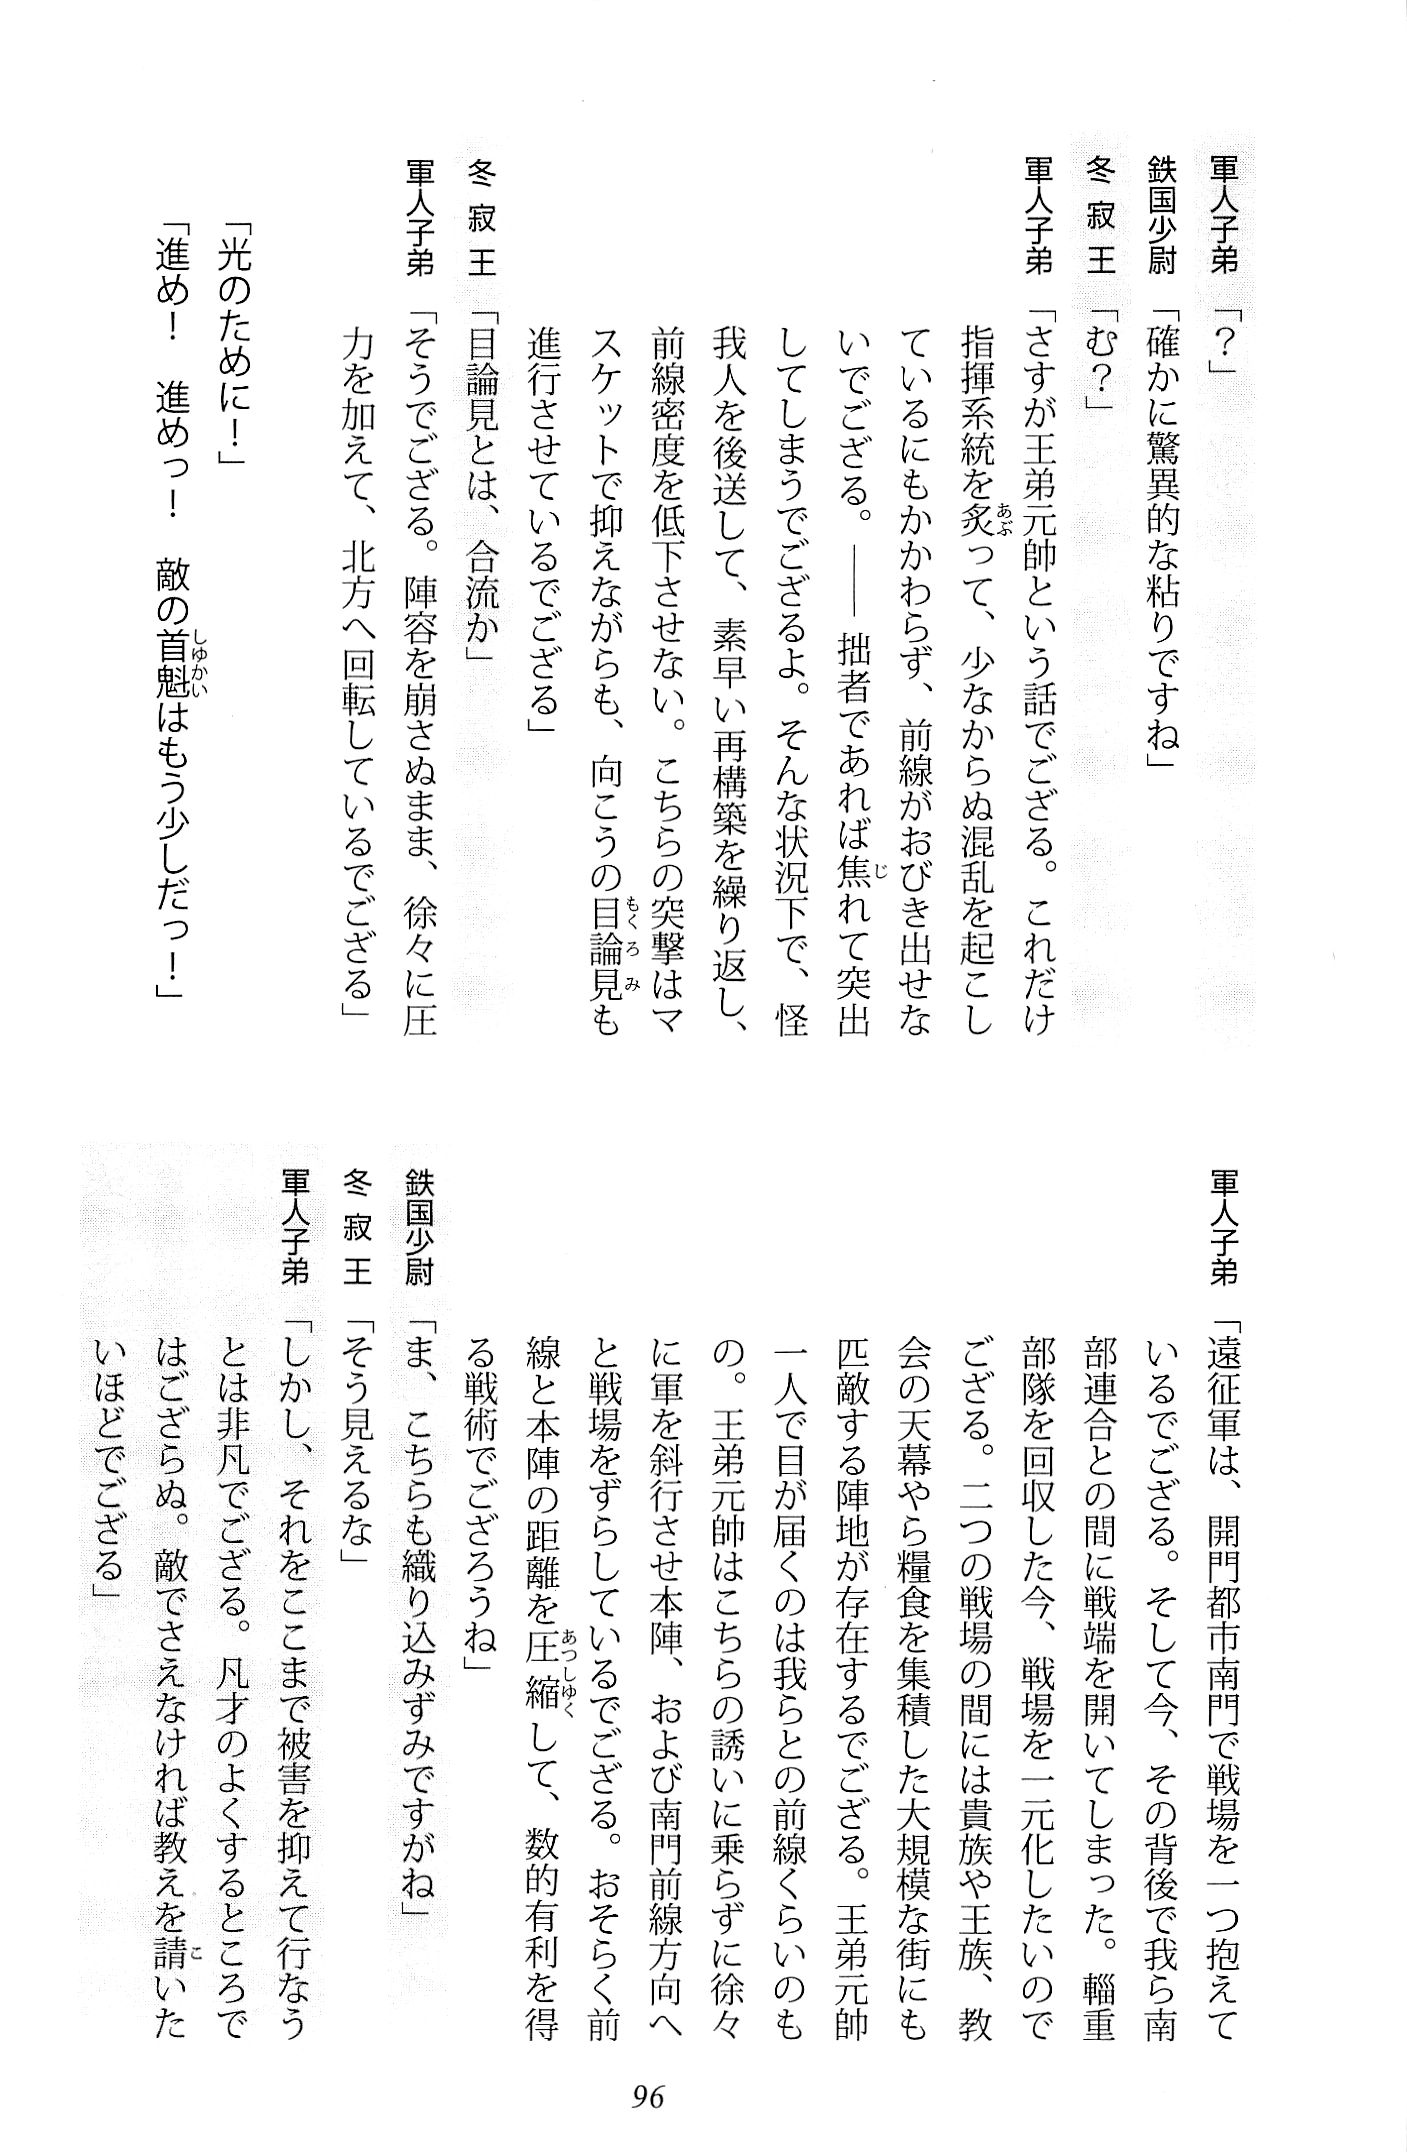 軍人子弟「？」
鉄国少尉「確かに驚異的な粘りですね」
冬寂王「む？」
軍人子弟「さすが王弟元帥という話でござる。これだけ
指揮系統を炙って、少なからぬ混乱を起こし
ているにもかかわらず、前線がおびき出せな
いでござる。――拙者であれば焦れて突出
してしまうでござるよ。そんな状況下で、怪
我人を後送して、素早い再構築を繰り返し、
前線密度を低下させない。こちらの突撃はマ
スケットで抑えながらも、向こうの目論見も
進行させているでござる」
冬寂王「目論見とは、合流か」
軍人子弟「そうでござる。陣容を崩さぬまま、徐々に圧
力を加えて、北方へ回転しているでござる」
「光のために！」
「進め！　進めっ！　敵の首魁はもう少しだっ！」
軍人子弟「遠征軍は、開門都市南門で戦場を一つ抱えて
いるでござる。そして今、その背後で我ら南
部連合との間に戦端を開いてしまった。輜重
部隊を回収した今、戦場を一元化したいので
ござる。二つの戦場の間には貴族や王族、教
会の天幕やら糧食を集積した大規模な街にも
匹敵する陣地が存在するでござる。王弟元帥
一人で目が届くのは我らとの前線くらいのも
の。王弟元帥はこちらの誘いに乗らずに徐々
に軍を斜行させ本陣、および南門前線方向へ
と戦場をずらしているでござる。おそらく前
線と本陣の距離を圧縮して、数的有利を得
る戦術でござろうね」
鉄国少尉「ま、こちらも織り込みずみですがね」
冬寂王「そう見えるな」
軍人子弟「しかし、それをここまで被害を抑えて行なう
とは非凡でござる。凡才のよくするところで
はござらぬ。敵でさえなければ教えを請いた
いほどでござる」
96